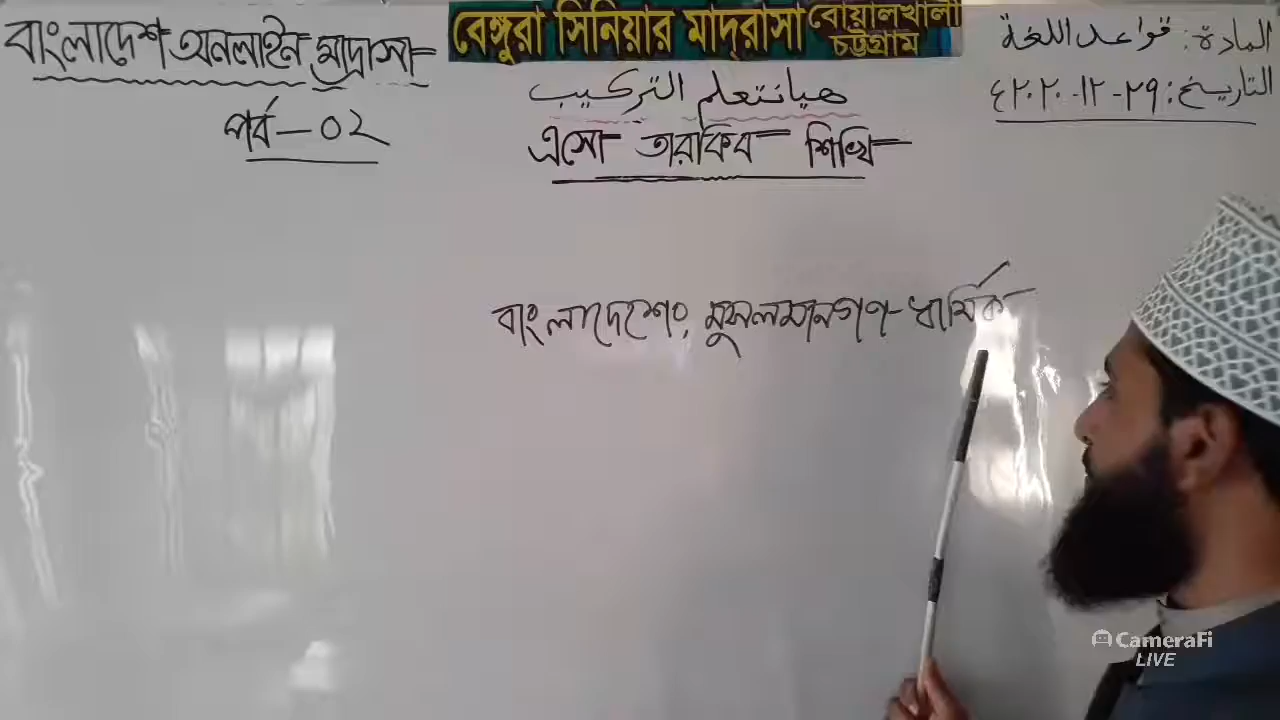 বাংলাদেশ অনলাইন মাদ্রাসা
পর্ব-০২
বেঙ্গুরা সিনিয়ার মাদ্রাসা বোয়ালখালী
চট্টগ্রাম
هيا نتعلم التركيب
এসো তারকিব শিখি
المادة: قواعد اللغة
التاريخ: ٢٩-١٢-٢٠٢٠ع
বাংলাদেশের মুসলমানগণ ধার্মিক
CameraFi
LIVE